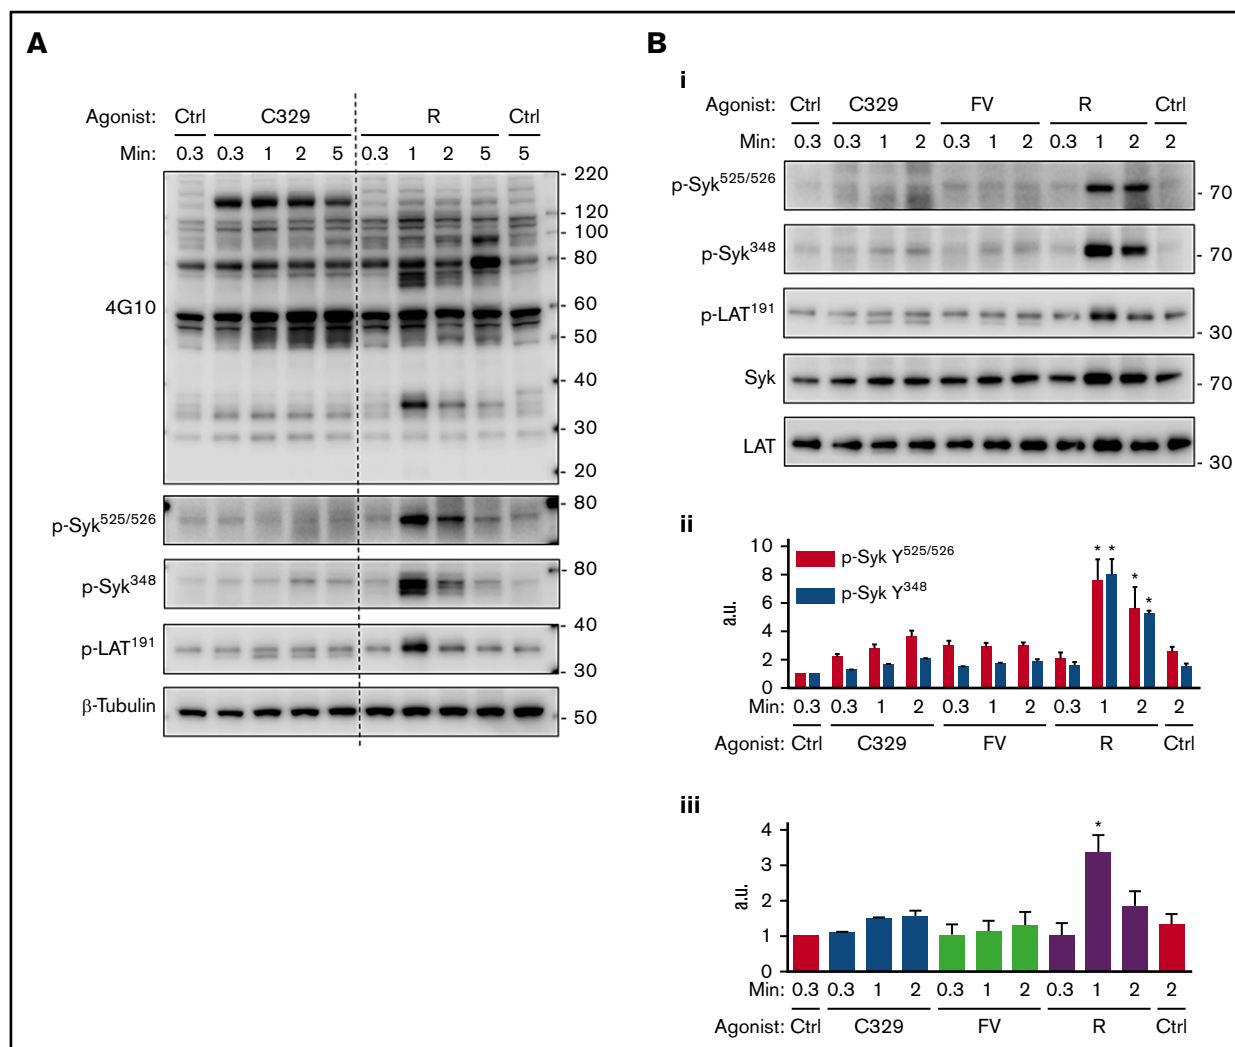 A
Agonist: Ctrl C329 R Ctrl
Min: 0.3 0.3 1 2 5 0.3 1 2 5 5
4G10
- 220
- 120
- 100
- 80
- 60
- 50
- 40
- 30
- 20
p-Syk525/526
- 80
p-Syk348
- 80
p-LAT191
- 40
- 30
β-Tubulin
- 50
B
i
Agonist: Ctrl C329 FV R Ctrl
Min: 0.3 0.3 1 2 0.3 1 2 0.3 1 2 2
p-Syk525/526
- 70
p-Syk348
- 70
p-LAT191
- 30
Syk
- 70
LAT
- 30
ii
a.u.
10
8
6
4
2
0
p-Syk Y525/526
p-Syk Y348
* * * *
Min: 0.3 0.3 1 2 0.3 1 2 0.3 1 2 2
Agonist: Ctrl C329 FV R Ctrl
iii
a.u.
4
3
2
1
0
*
Min: 0.3 0.3 1 2 0.3 1 2 0.3 1 2 2
Agonist: Ctrl C329 FV R Ctrl